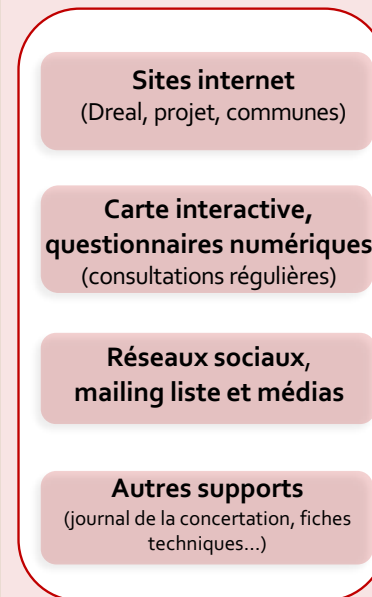 Sites internet
(Dreal, projet, communes)
Carte interactive,
questionnaires numériques
(consultations régulières)
Réseaux sociaux,
mailing liste et médias
Autres supports
(journal de la concertation, fiches
techniques...)